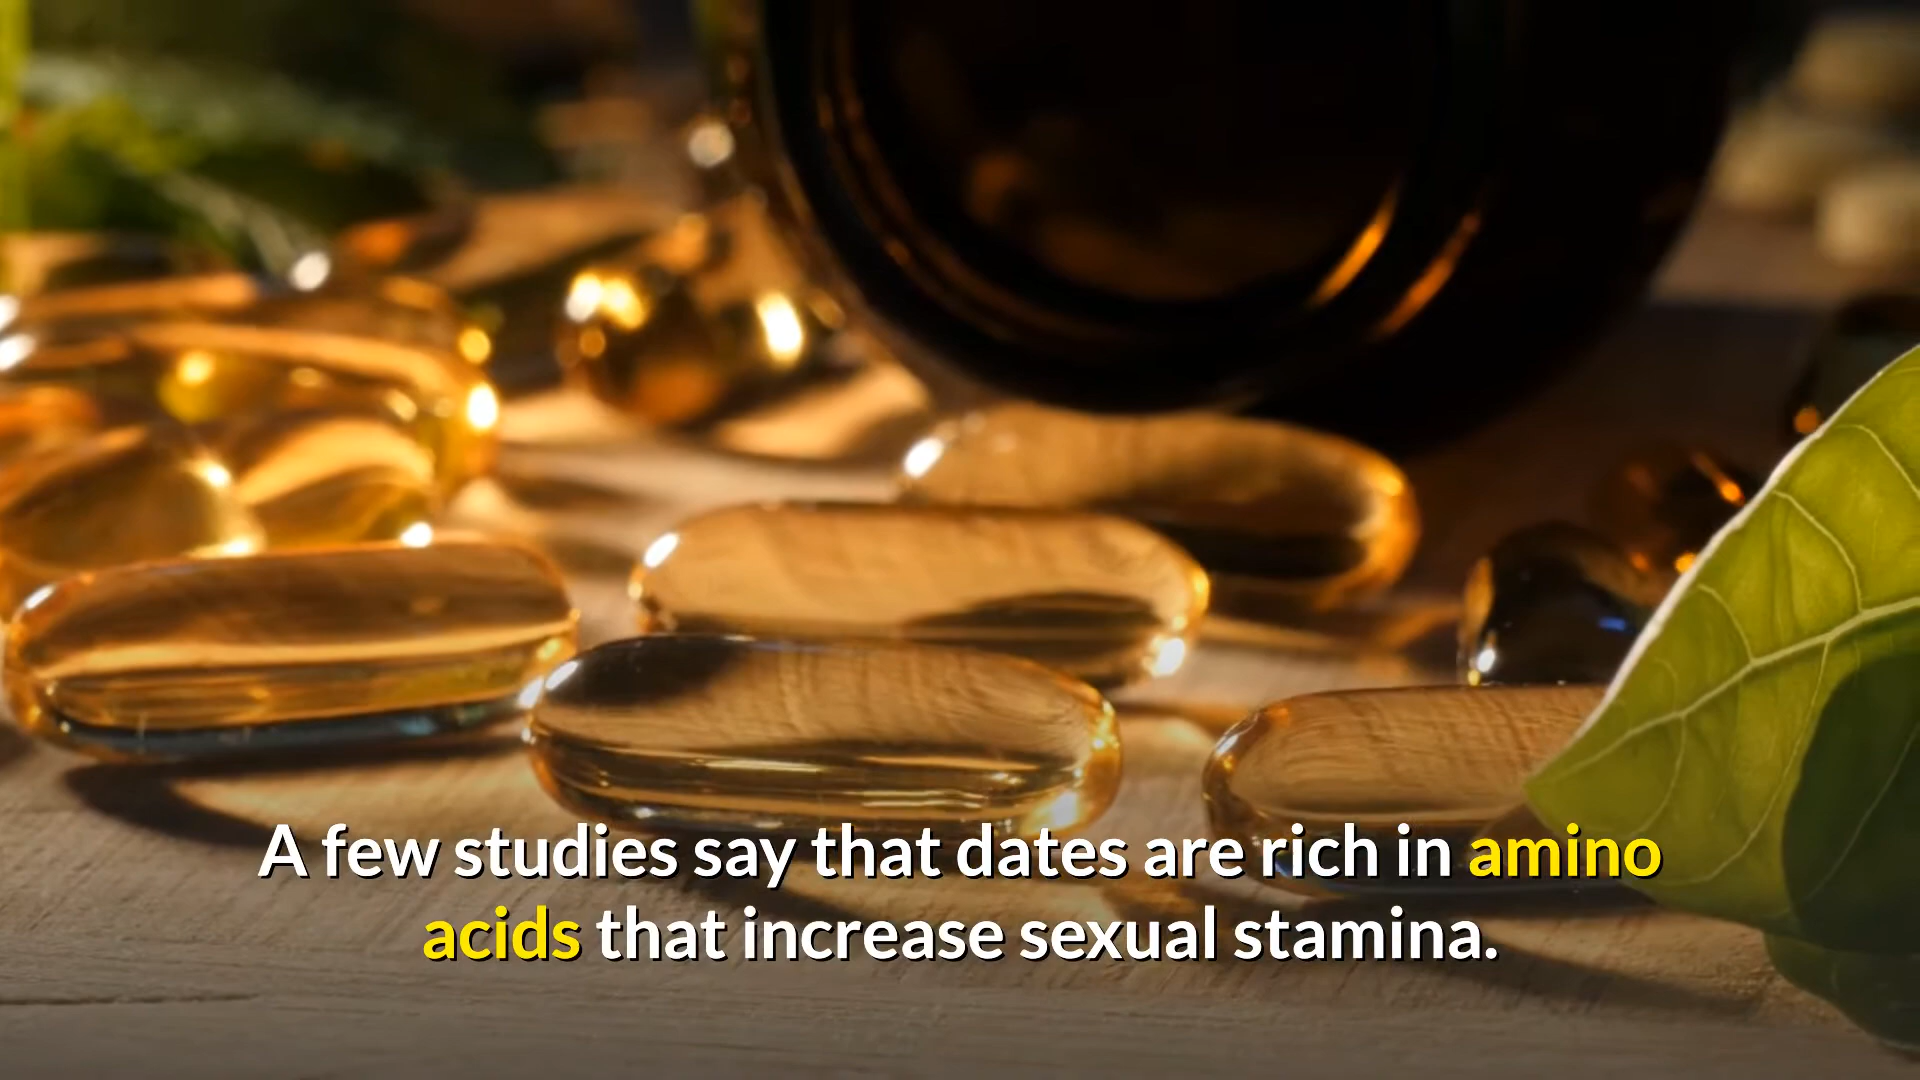 A few studies say that dates are rich in amino
acids that increase sexual stamina.